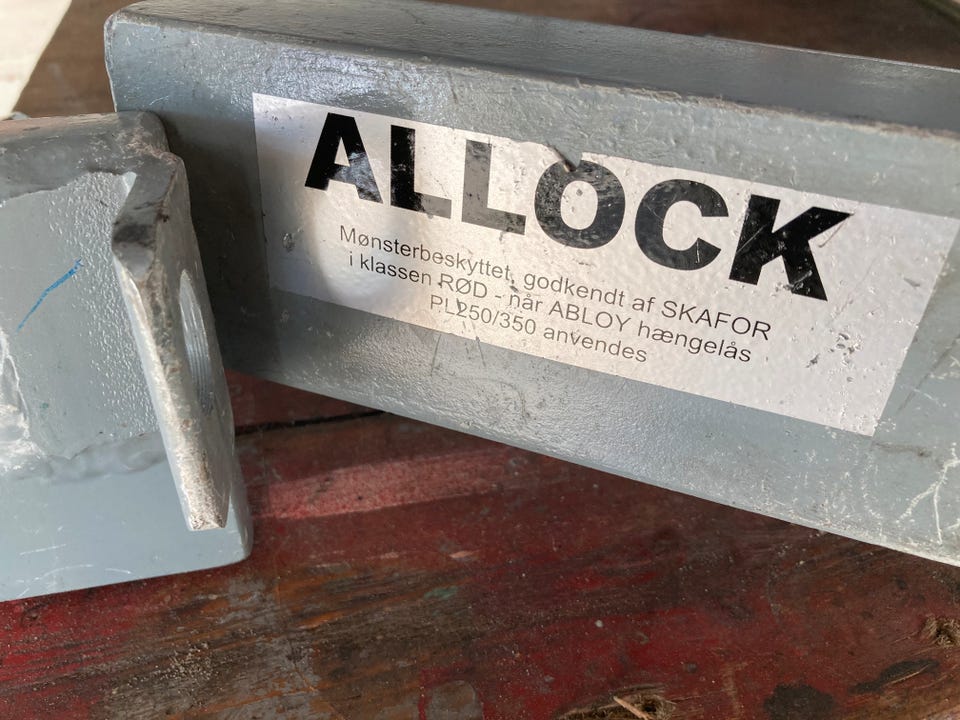 ALLOCK
Mønsterbeskyttet, godkendt af SKAFOR
i klassen RØD - når ABLOY hængelås
PL250/350 anvendes